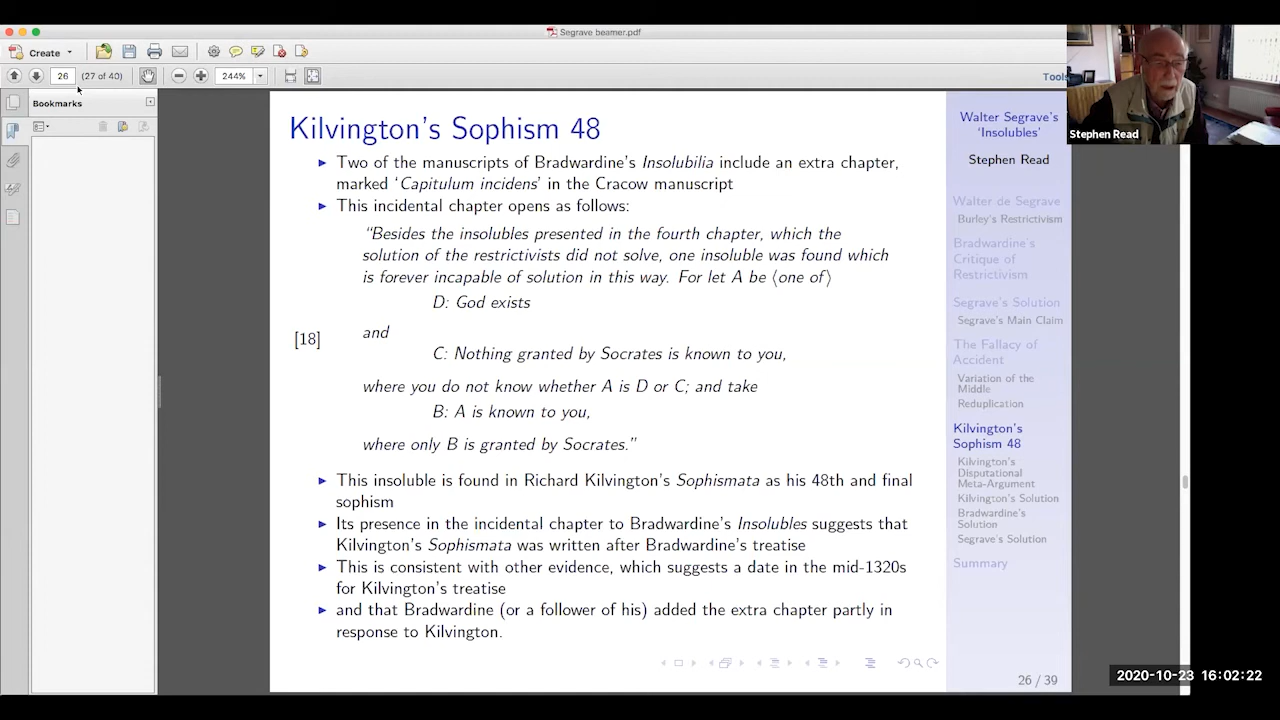 Segrave beamer.pdf
Create
26 (27 of 40) 244% Tools
Bookmarks
Stephen Read
Kilvington's Sophism 48
▶ Two of the manuscripts of Bradwardine's Insolubilia include an extra chapter,
marked 'Capitulum incidens' in the Cracow manuscript
▶ This incidental chapter opens as follows:
"Besides the insolubles presented in the fourth chapter, which the
solution of the restrictivists did not solve, one insoluble was found which
is forever incapable of solution in this way. For let A be ⟨one of⟩
D: God exists
[18] and
C: Nothing granted by Socrates is known to you,
where you do not know whether A is D or C; and take
B: A is known to you,
where only B is granted by Socrates."
▶ This insoluble is found in Richard Kilvington's Sophismata as his 48th and final
sophism
▶ Its presence in the incidental chapter to Bradwardine's Insolubles suggests that
Kilvington's Sophismata was written after Bradwardine's treatise
▶ This is consistent with other evidence, which suggests a date in the mid-1320s
for Kilvington's treatise
▶ and that Bradwardine (or a follower of his) added the extra chapter partly in
response to Kilvington.
Walter Segrave's
'Insolubles'
Stephen Read
Walter de Segrave
Burley's Restrictivism
Bradwardine's
Critique of
Restrictivism
Segrave's Solution
Segrave's Main Claim
The Fallacy of
Accident
Variation of the
Middle
Reduplication
Kilvington's
Sophism 48
Kilvington's
Disputational
Meta-Argument
Kilvington's Solution
Bradwardine's
Solution
Segrave's Solution
Summary
26 / 39
2020-10-23 16:02:22